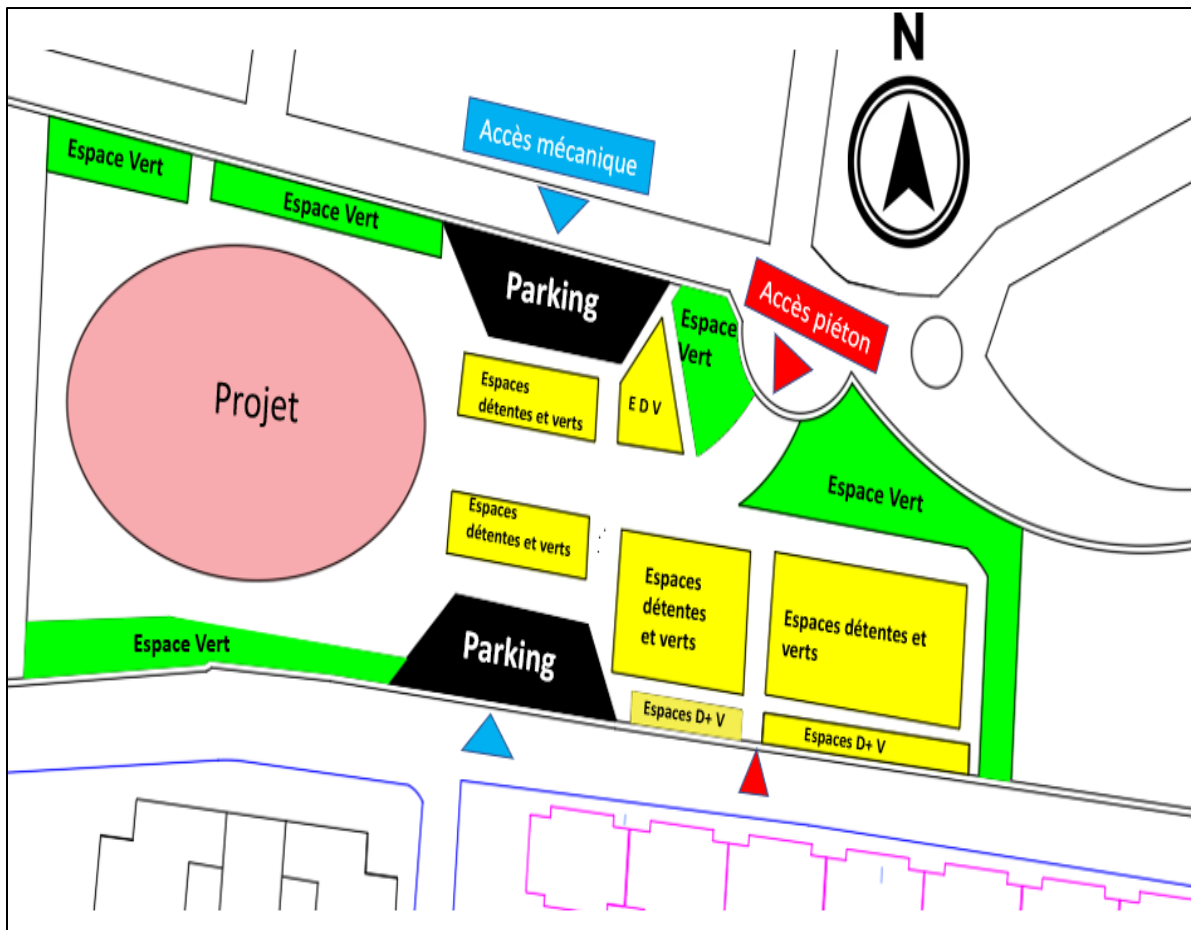 N
Accès mécanique
Espace Vert
Espace Vert
Parking
Accès piéton
Espace
Vert
Projet
Espaces
détentes et verts
E D V
Espace Vert
Espaces
détentes et verts
Espaces
détentes
et verts
Espaces détentes et
verts
Espace Vert
Parking
Espaces D+ V
Espaces D+ V